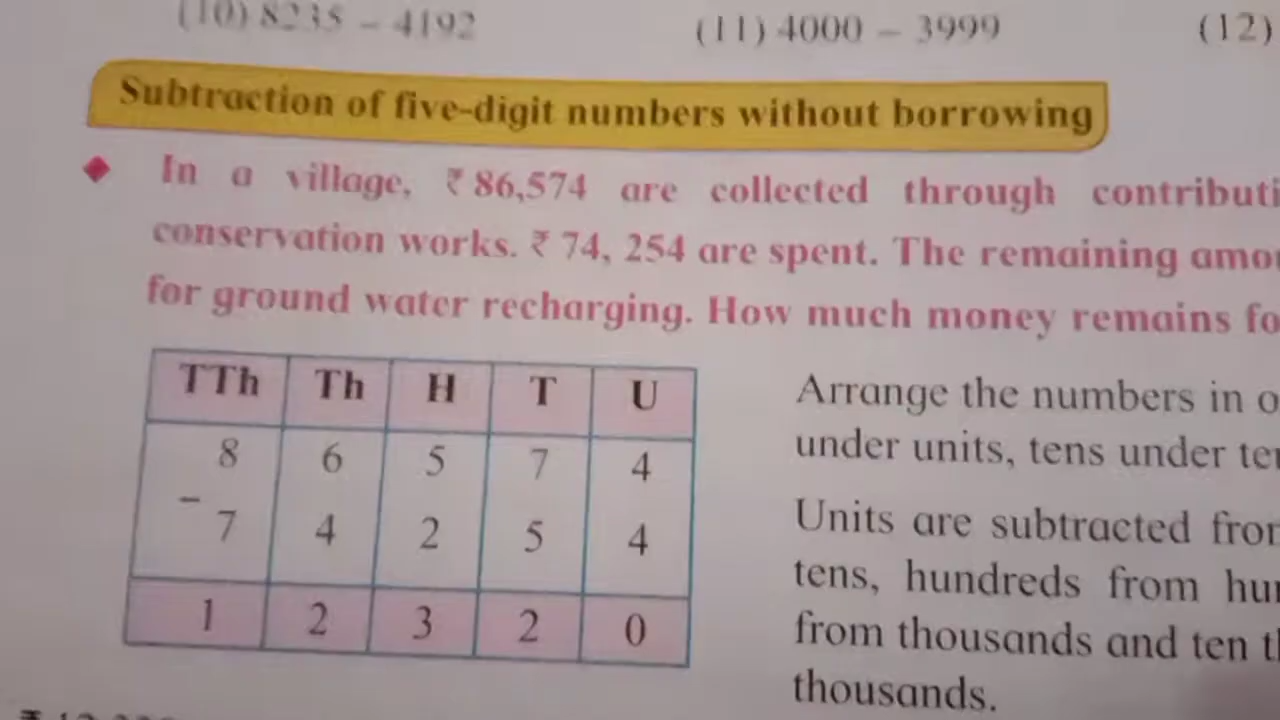 (10) 8235 – 4192 (11) 4000 – 3999 (12)
Subtraction of five-digit numbers without borrowing
In a village, ₹ 86,574 are collected through contributi
conservation works. ₹ 74, 254 are spent. The remaining amo
for ground water recharging. How much money remains fo
TTh Th H T U
8 6 5 7 4
– 7 4 2 5 4
1 2 3 2 0
Arrange the numbers in o
under units, tens under te
Units are subtracted from
tens, hundreds from hu
from thousands and ten t
thousands.